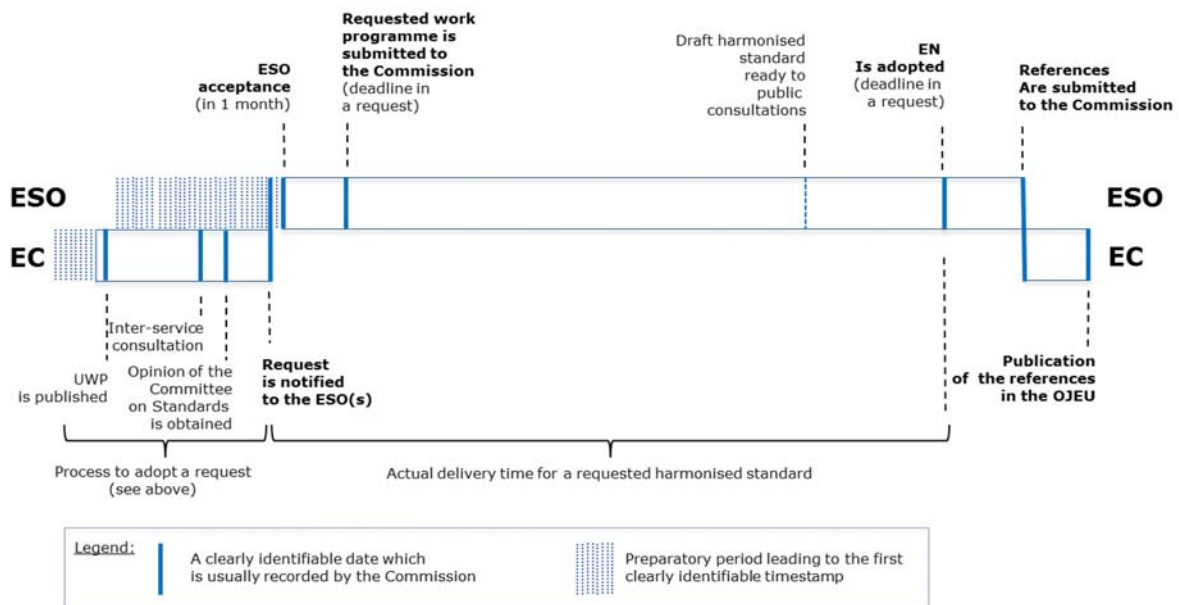 Requested work
programme is
submitted to
the Commission
(deadline in
a request)
ESO
acceptance
(in 1 month)
Draft harmonised
standard
ready to
public
consultations
EN
Is adopted
(deadline in
a request)
References
Are submitted
to the Commission
ESO
ESO
EC
EC
Inter-service
consultation
UWP
is published
Opinion of the
Committee
on Standards
is obtained
Request
is notified
to the ESO(s)
Publication
of the references
in the OJEU
Process to adopt a request
(see above)
Actual delivery time for a requested harmonised standard
Legend:
A clearly identifiable date which
is usually recorded by the Commission
Preparatory period leading to the first
clearly identifiable timestamp